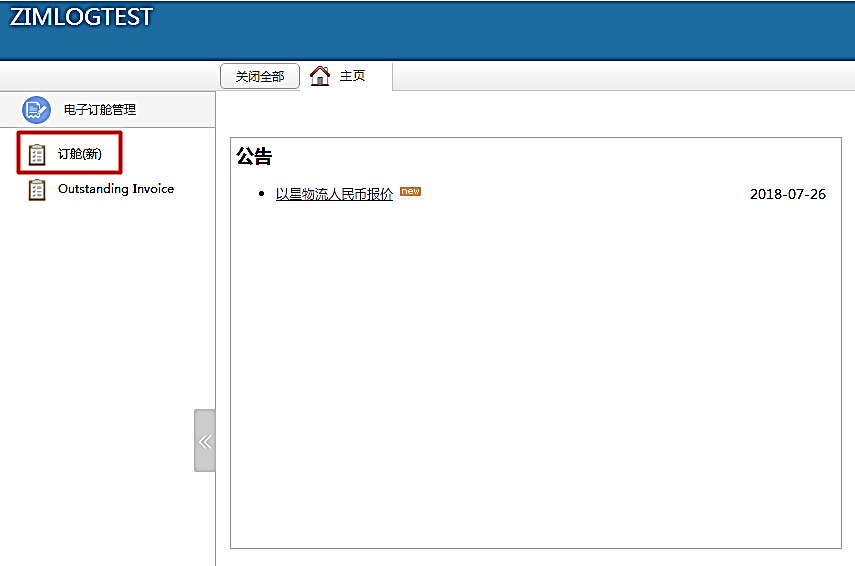 ZIMLOGTEST
关闭全部 主页
电子订舱管理
订舱(新)
Outstanding Invoice
公告
以星物流人民币报价 new 2018-07-26